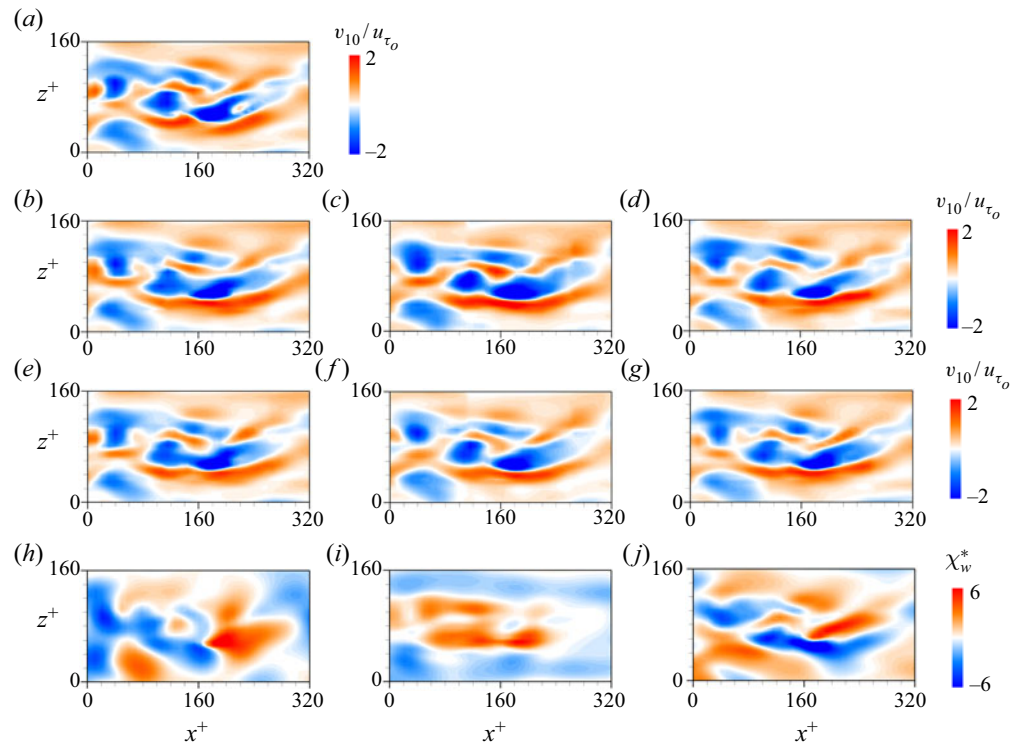 (a)
v10/uτo
160
2
z+
0
–2
0 160 320
(b) (c) (d)
v10/uτo
160 160 160
2
z+
0 0 0
–2
0 160 320 0 160 320 0 160 320
(e) (f) (g)
v10/uτo
160 160 160
2
z+
0 0 0
–2
0 160 320 0 160 320 0 160 320
(h) (i) (j)
χ*w
160 160 160
6
z+
0 0 0
–6
0 160 320 0 160 320 0 160 320
x+ x+ x+